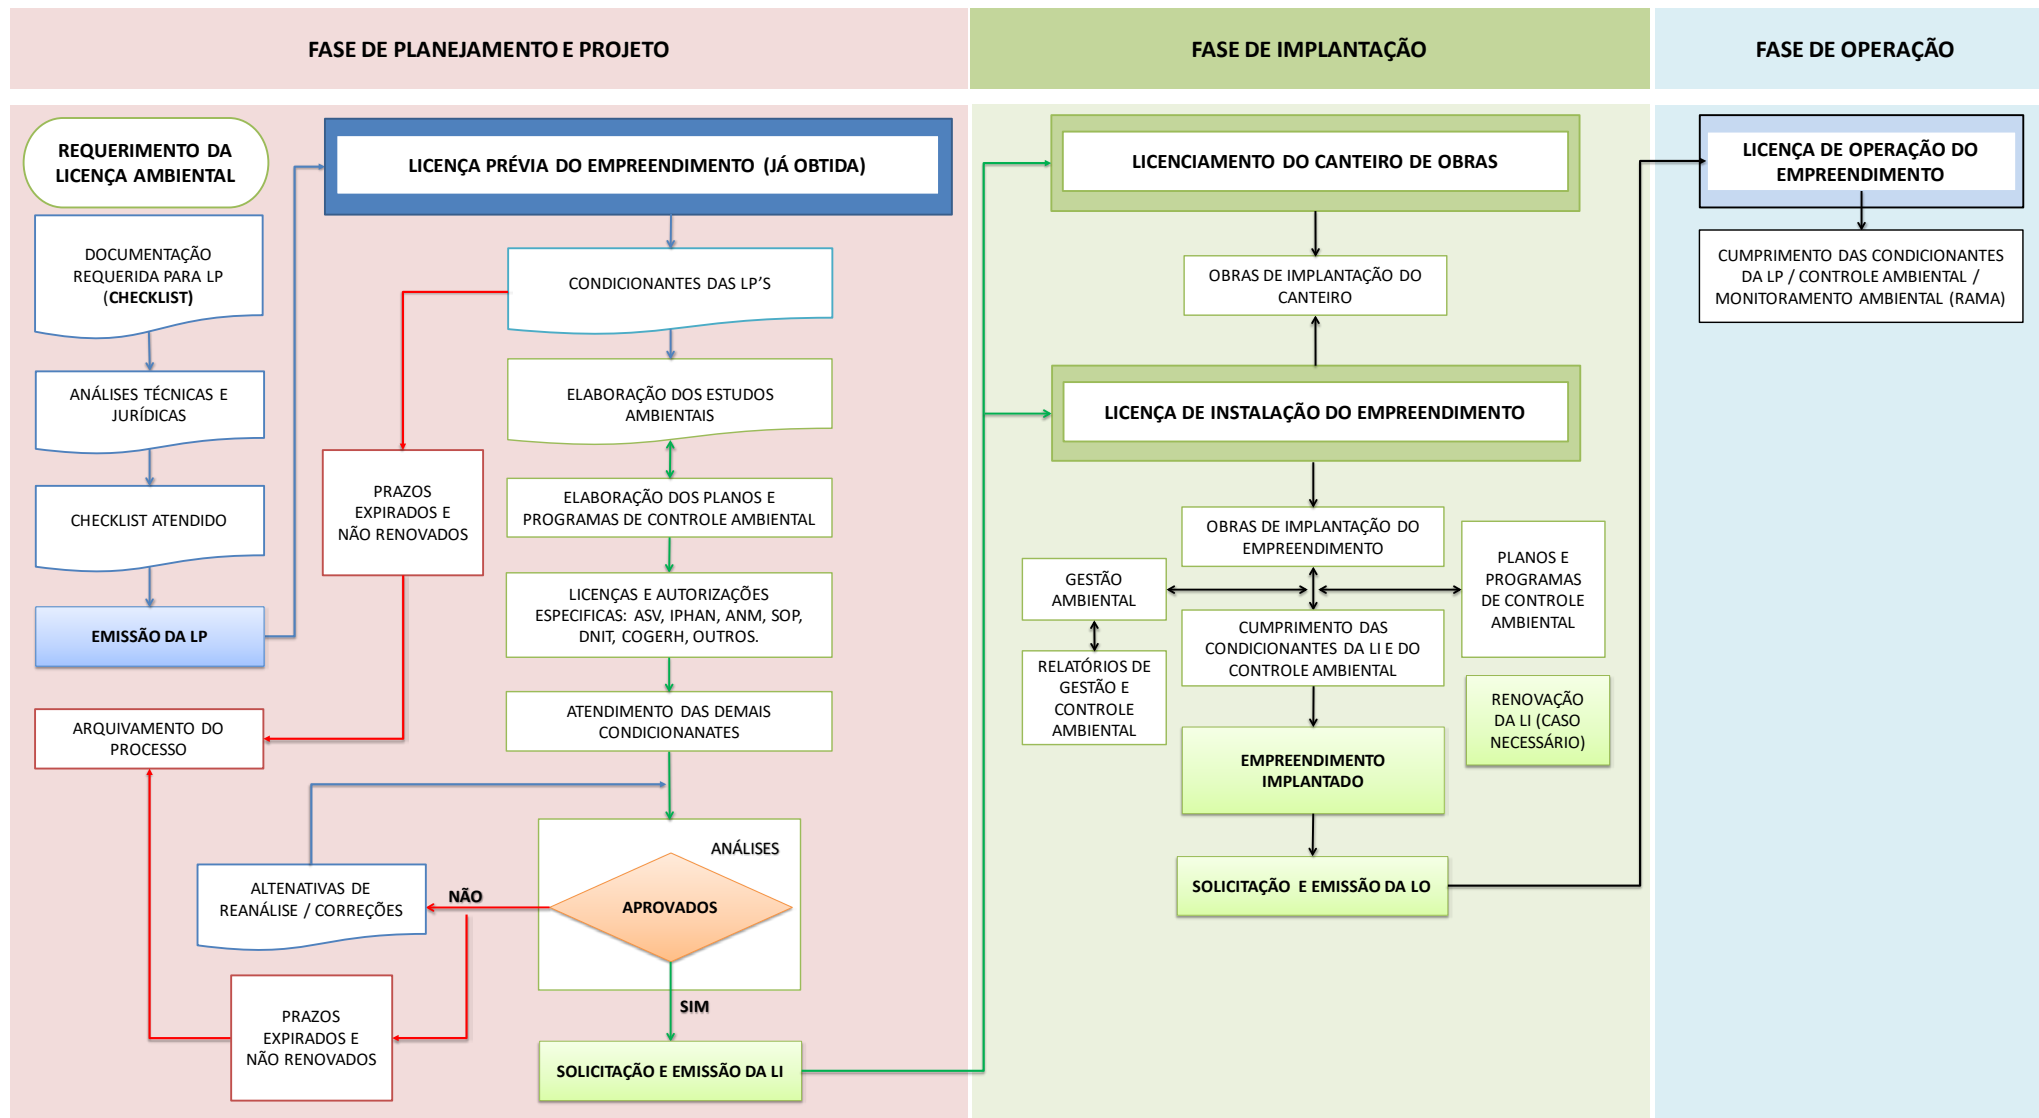 FASE DE PLANEJAMENTO E PROJETO
FASE DE IMPLANTAÇÃO
FASE DE OPERAÇÃO
REQUERIMENTO DA
LICENÇA AMBIENTAL
DOCUMENTAÇÃO
REQUERIDA PARA LP
(CHECKLIST)
ANÁLISES TÉCNICAS E
JURÍDICAS
CHECKLIST ATENDIDO
EMISSÃO DA LP
ARQUIVAMENTO DO
PROCESSO
LICENÇA PRÉVIA DO EMPREENDIMENTO (JÁ OBTIDA)
CONDICIONANTES DAS LP’S
PRAZOS
EXPIRADOS E
NÃO RENOVADOS
ELABORAÇÃO DOS ESTUDOS
AMBIENTAIS
ELABORAÇÃO DOS PLANOS E
PROGRAMAS DE CONTROLE AMBIENTAL
LICENÇAS E AUTORIZAÇÕES
ESPECIFICAS: ASV, IPHAN, ANM, SOP,
DNIT, COGERH, OUTROS.
ATENDIMENTO DAS DEMAIS
CONDICIONANATES
ANÁLISES
APROVADOS
NÃO
ALTENATIVAS DE
REANÁLISE / CORREÇÕES
PRAZOS
EXPIRADOS E
NÃO RENOVADOS
SIM
SOLICITAÇÃO E EMISSÃO DA LI
LICENCIAMENTO DO CANTEIRO DE OBRAS
OBRAS DE IMPLANTAÇÃO DO
CANTEIRO
LICENÇA DE INSTALAÇÃO DO EMPREENDIMENTO
OBRAS DE IMPLANTAÇÃO DO
EMPREENDIMENTO
GESTÃO
AMBIENTAL
PLANOS E
PROGRAMAS
DE CONTROLE
AMBIENTAL
CUMPRIMENTO DAS
CONDICIONANTES DA LI E DO
CONTROLE AMBIENTAL
RELATÓRIOS DE
GESTÃO E
CONTROLE
AMBIENTAL
RENOVAÇÃO
DA LI (CASO
NECESSÁRIO)
EMPREENDIMENTO
IMPLANTADO
SOLICITAÇÃO E EMISSÃO DA LO
LICENÇA DE OPERAÇÃO DO
EMPREENDIMENTO
CUMPRIMENTO DAS CONDICIONANTES
DA LP / CONTROLE AMBIENTAL /
MONITORAMENTO AMBIENTAL (RAMA)